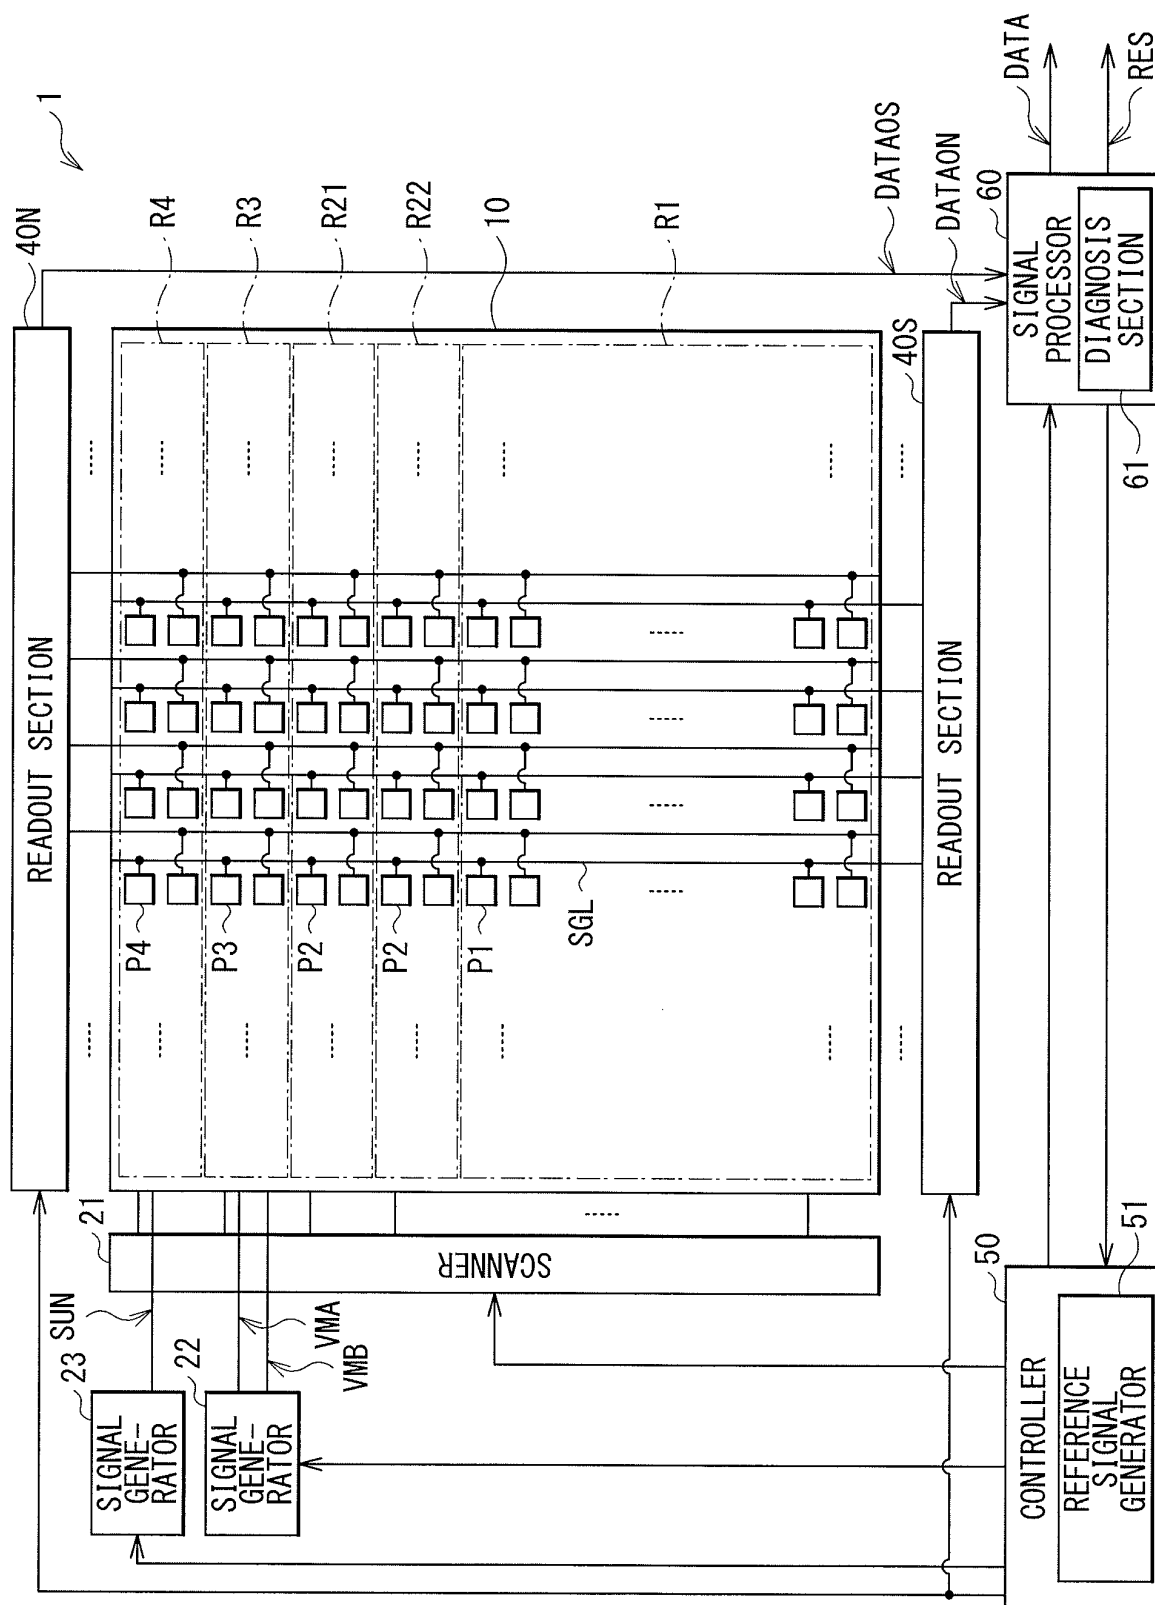 1
40N
READOUT SECTION
R4
R3
R21
R22
10
R1
DATAOS
DATAON
DATA
RES
60
SIGNAL
PROCESSOR
DIAGNOSIS
SECTION
61
40S
READOUT SECTION
P4
P3
P2
P2
P1
SGL
21
SCANNER
SUN
VMA
VMB
23
SIGNAL
GENE-
RATOR
22
SIGNAL
GENE-
RATOR
50
CONTROLLER
51
REFERENCE
SIGNAL
GENERATOR